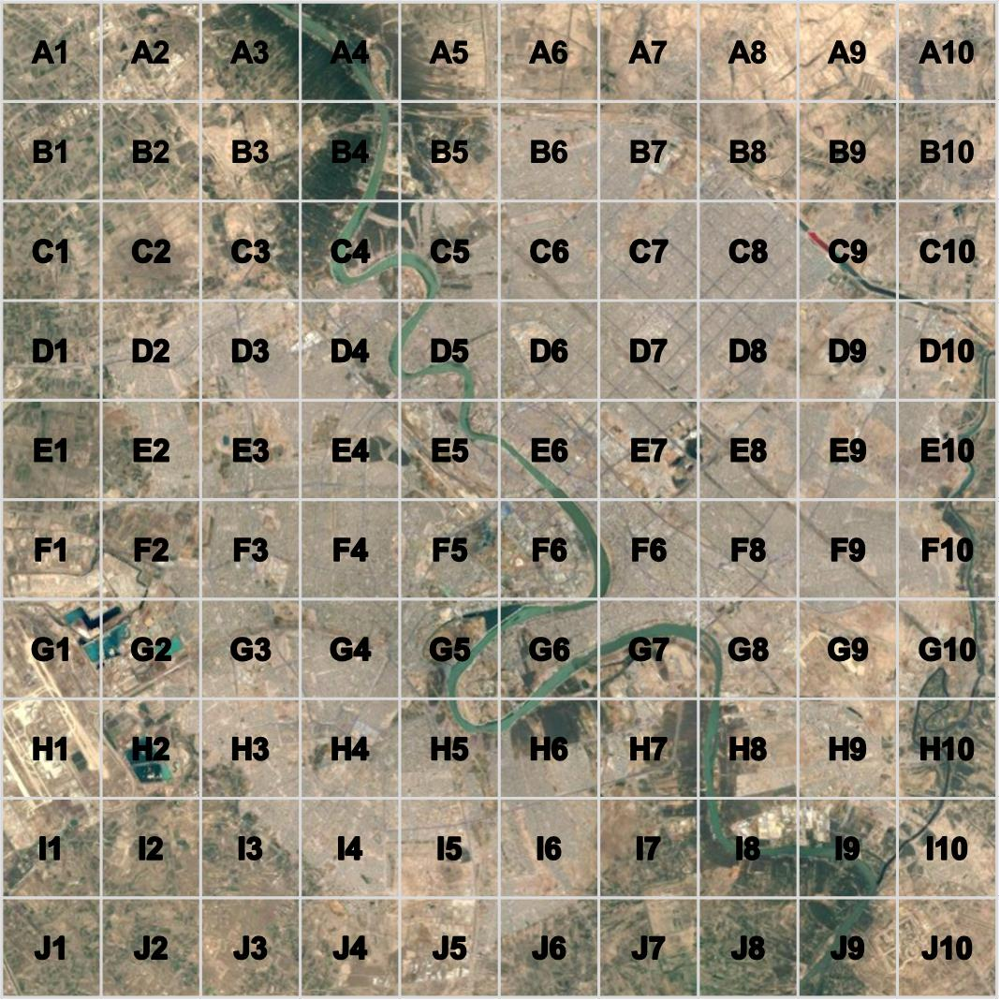 A1 A2 A3 A4 A5 A6 A7 A8 A9 A10
B1 B2 B3 B4 B5 B6 B7 B8 B9 B10
C1 C2 C3 C4 C5 C6 C7 C8 C9 C10
D1 D2 D3 D4 D5 D6 D7 D8 D9 D10
E1 E2 E3 E4 E5 E6 E7 E8 E9 E10
F1 F2 F3 F4 F5 F6 F6 F8 F9 F10
G1 G2 G3 G4 G5 G6 G7 G8 G9 G10
H1 H2 H3 H4 H5 H6 H7 H8 H9 H10
I1 I2 I3 I4 I5 I6 I7 I8 I9 I10
J1 J2 J3 J4 J5 J6 J7 J8 J9 J10